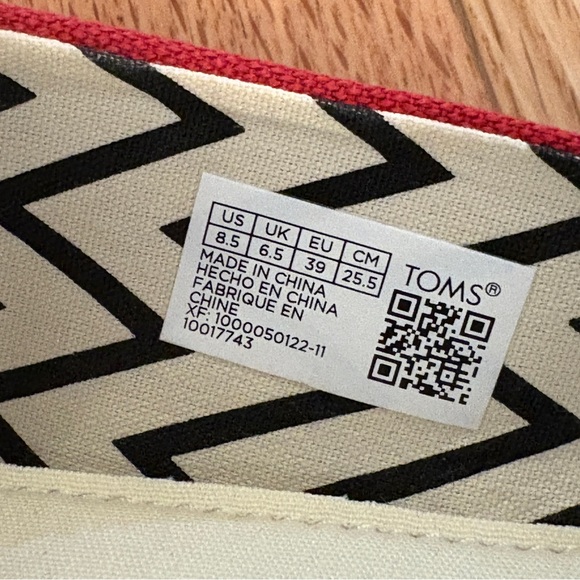 US UK EU CM
8.5 6.5 39 25.5
MADE IN CHINA
HECHO EN CHINA
FABRIQUE EN
CHINE
XF: 1000050122-11
10017743
TOMS®